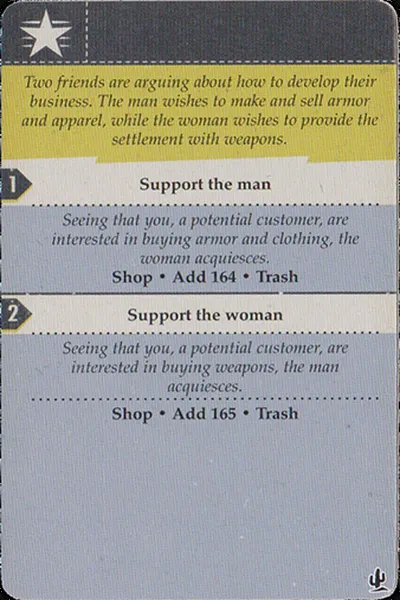 Two friends are arguing about how to develop their
business. The man wishes to make and sell armor
and apparel, while the woman wishes to provide the
settlement with weapons.
1
Support the man
Seeing that you, a potential customer, are
interested in buying armor and clothing, the
woman acquiesces.
Shop • Add 164 • Trash
2
Support the woman
Seeing that you, a potential customer, are
interested in buying weapons, the man
acquiesces.
Shop • Add 165 • Trash